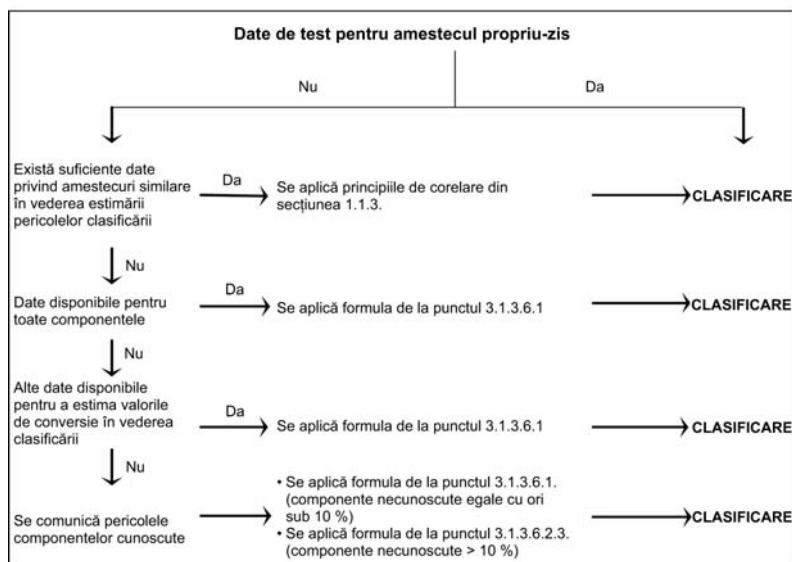 Date de test pentru amestecul propriu-zis
Nu
Da
Există suficiente date
privind amestecuri similare
în vederea estimării
pericolelor clasificării
Da
Se aplică principiile de corelare din
secțiunea 1.1.3.
CLASIFICARE
Nu
Date disponibile pentru
toate componentele
Da
Se aplică formula de la punctul 3.1.3.6.1
CLASIFICARE
Nu
Alte date disponibile
pentru a estima valorile
de conversie în vederea
clasificării
Da
Se aplică formula de la punctul 3.1.3.6.1
CLASIFICARE
Nu
Se comunică pericolele
componentelor cunoscute
• Se aplică formula de la punctul 3.1.3.6.1.
(componente necunoscute egale cu ori
sub 10 %)
• Se aplică formula de la punctul 3.1.3.6.2.3.
(componente necunoscute > 10 %)
CLASIFICARE